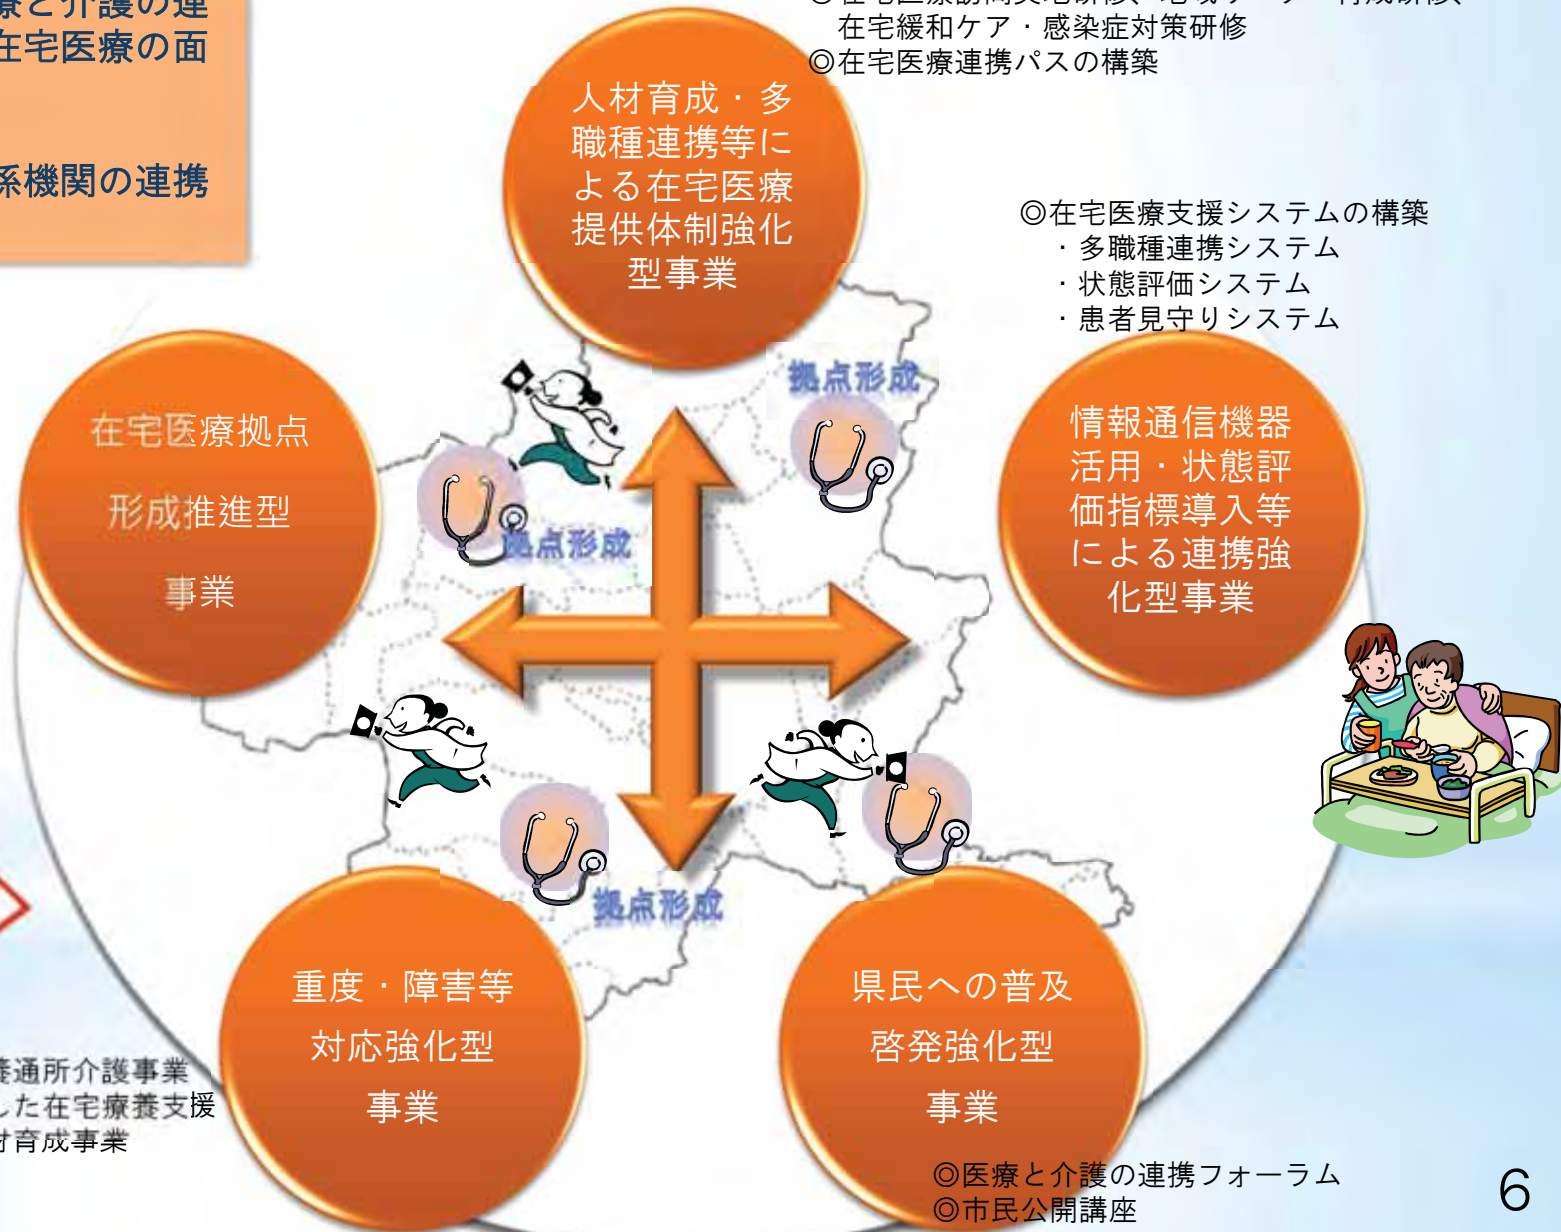 療と介護の連
在宅医療の面
係機関の連携
在宅緩和ケア・感染症対策研修
◎在宅医療連携パスの構築
人材育成・多
職種連携等に
よる在宅医療
提供体制強化
型事業
◎在宅医療支援システムの構築
・多職種連携システム
・状態評価システム
・患者見守りシステム
在宅医療拠点
形成推進型
事業
拠点形成
拠点形成
情報通信機器
活用・状態評
価指標導入等
による連携強
化型事業
拠点形成
重度・障害等
対応強化型
事業
県民への普及
啓発強化型
事業
養通所介護事業
した在宅療養支援
材育成事業
◎医療と介護の連携フォーラム
◎市民公開講座
6